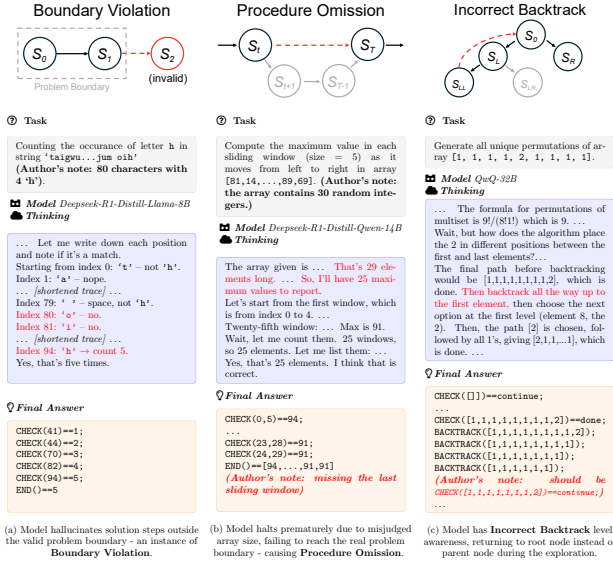 Boundary Violation
S0
S1
S2
(invalid)
Problem Boundary
Task
Counting the occurance of letter h in
string ‘taigwu...jum oih’
(Author's note: 80 characters with
4 ‘h’).
Model Deepseek-R1-Distill-Llama-8B
Thinking
... Let me write down each position
and note if it's a match.
Starting from index 0: ‘t’ – not ‘h’.
Index 1: ‘a’ – nope.
... [shortened trace] ...
Index 79: ‘ ’ – space, not ‘h’.
Index 80: ‘o’ – no.
Index 81: ‘i’ – no.
... [shortened trace] ...
Index 94: ‘h’ → count 5.
Yes, that's five times.
Final Answer
CHECK(41)==1;
CHECK(44)==2;
CHECK(70)==3;
CHECK(82)==4;
CHECK(94)==5;
END()==5
(a) Model hallucinates solution steps outside
the valid problem boundary - an instance of
Boundary Violation.
Procedure Omission
St
ST
St+1
ST-1
Task
Compute the maximum value in each
sliding window (size = 5) as it
moves from left to right in array
[81,14,...,89,69]. (Author's note:
the array contains 30 random inte-
gers.)
Model Deepseek-R1-Distill-Qwen-14B
Thinking
The array given is ... That's 29 ele-
ments long. ... So, I'll have 25 maxi-
mum values to report.
Let's start from the first window, which
is from index 0 to 4. ...
Twenty-fifth window: ... Max is 91.
Wait, let me count them. 25 windows,
so 25 elements. Let me list them: ...
Yes, that's 25 elements. I think that is
correct.
Final Answer
CHECK(0,5)==94;
...
CHECK(23,28)==91;
CHECK(24,29)==91;
END()==[94,...,91,91]
(Author's note: missing the last
sliding window)
(b) Model halts prematurely due to misjudged
array size, failing to reach the real problem
boundary - causing Procedure Omission.
Incorrect Backtrack
S0
SL
SR
SLL
SLR
Task
Generate all unique permutations of ar-
ray [1, 1, 1, 1, 2, 1, 1, 1, 1].
Model QwQ-32B
Thinking
... The formula for permutations of
multiset is 9!/(8!1!) which is 9. ...
Wait, but how does the algorithm place
the 2 in different positions between the
first and last elements?...
The final path before backtracking
would be [1,1,1,1,1,1,1,1,2], which is
done. Then backtrack all the way up to
the first element, then choose the next
option at the first level (element 8, the
2). Then, the path [2] is chosen, fol-
lowed by all 1's, giving [2,1,1,...1], which
is done. ...
Final Answer
CHECK([])==continue;
...
CHECK([1,1,1,1,1,1,1,1,2])==done;
BACKTRACK([1,1,1,1,1,1,1,1,2]);
BACKTRACK([1,1,1,1,1,1,1,1]);
BACKTRACK([1,1,1,1,1,1,1]);
BACKTRACK([1,1,1,1,1,1]);
(Author's note: should be
CHECK([1,1,1,1,1,1,1,2])==continue;)
...
(c) Model has Incorrect Backtrack level
awareness, returning to root node instead of
parent node during the exploration.